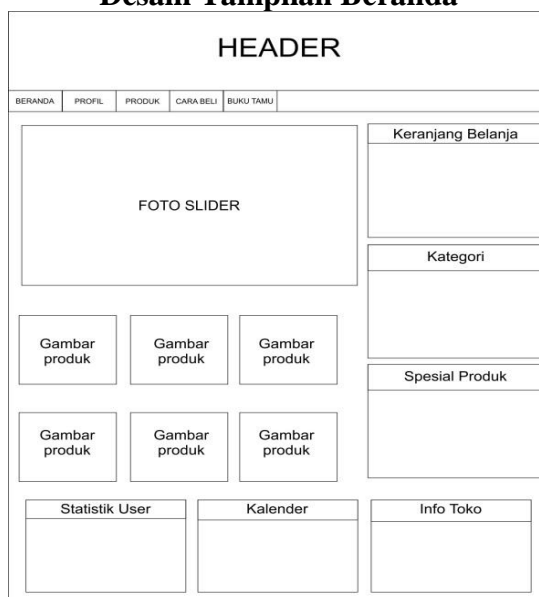 Desain Tampilan Beranda
HEADER
BERANDA PROFIL PRODUK CARA BELI BUKU TAMU
FOTO SLIDER
Keranjang Belanja
Kategori
Gambar
produk
Gambar
produk
Gambar
produk
Spesial Produk
Gambar
produk
Gambar
produk
Gambar
produk
Statistik User
Kalender
Info Toko